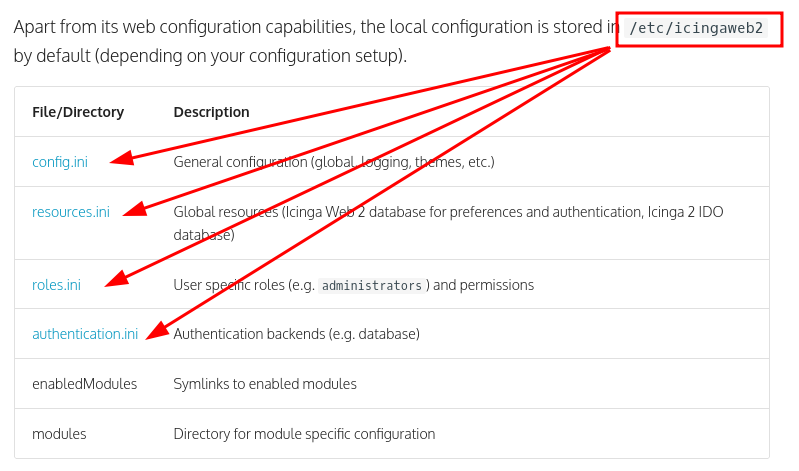 Apart from its web configuration capabilities, the local configuration is stored in /etc/icingaweb2
by default (depending on your configuration setup).
File/Directory Description
config.ini General configuration (global, logging, themes, etc.)
resources.ini Global resources (Icinga Web 2 database for preferences and authentication, Icinga 2 IDO
database)
roles.ini User specific roles (e.g. administrators) and permissions
authentication.ini Authentication backends (e.g. database)
enabledModules Symlinks to enabled modules
modules Directory for module specific configuration